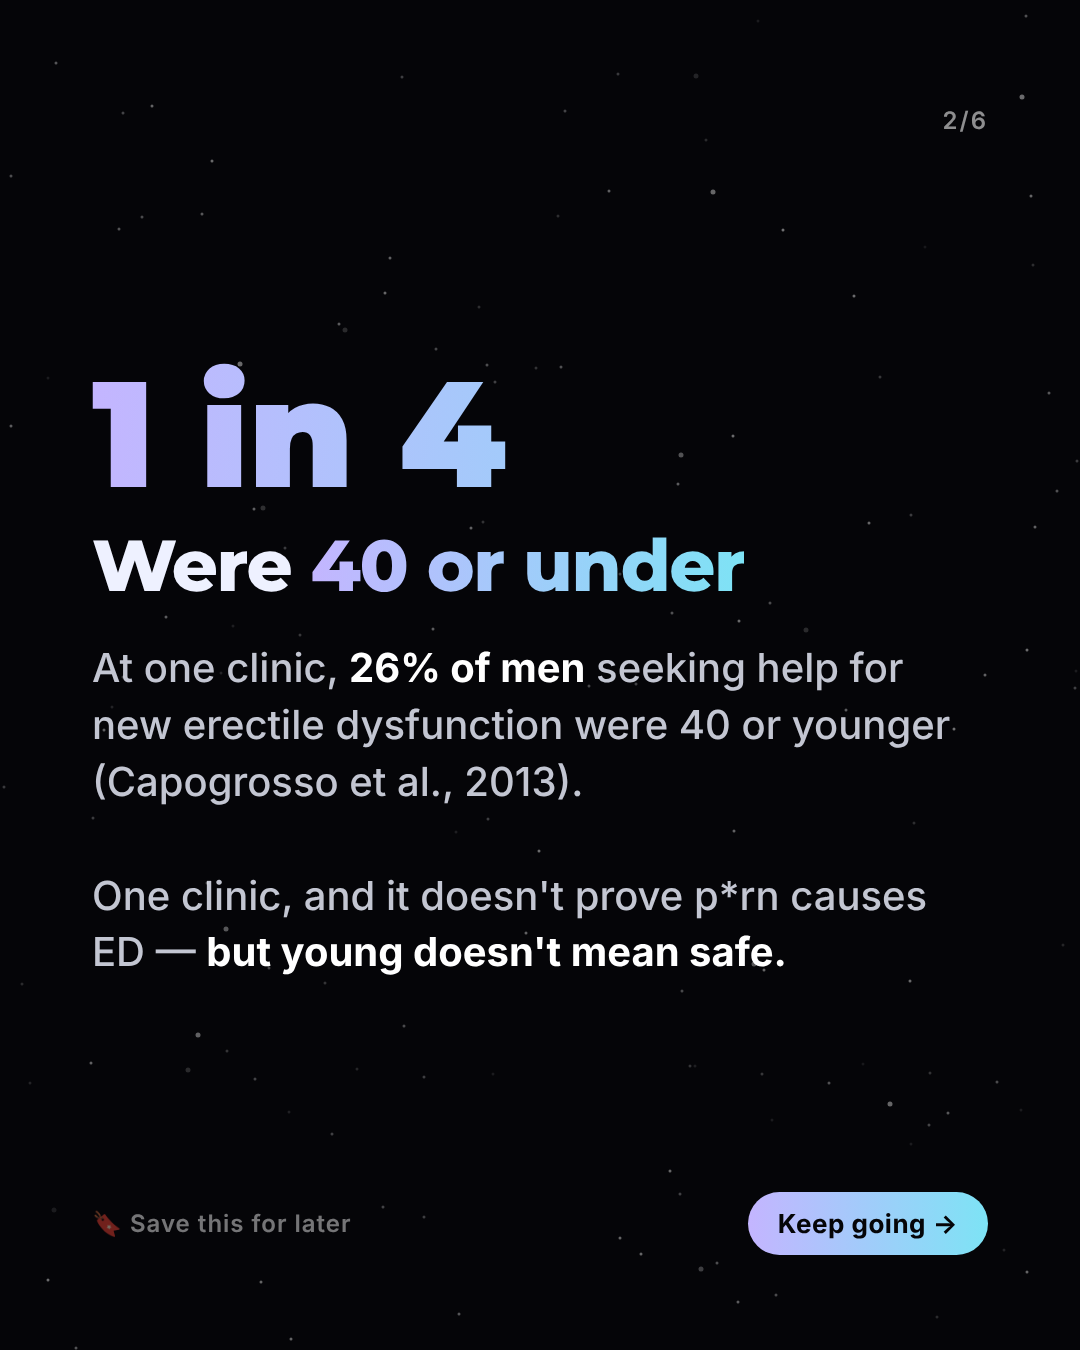 2/6
1 in 4
Were 40 or under
At one clinic, 26% of men seeking help for
new erectile dysfunction were 40 or younger
(Capogrosso et al., 2013).
One clinic, and it doesn't prove p*rn causes
ED — but young doesn't mean safe.
🔖 Save this for later
Keep going →